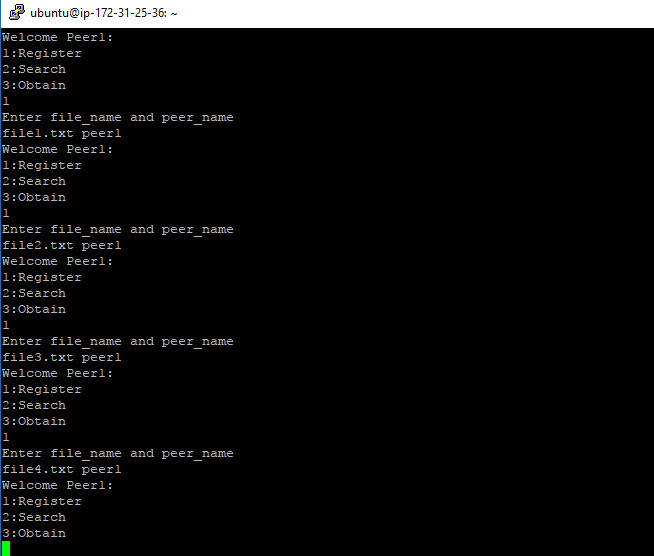 ubuntu@ip-172-31-25-36: ~
Welcome Peer1:
1:Register
2:Search
3:Obtain
1
Enter file_name and peer_name
file1.txt peer1
Welcome Peer1:
1:Register
2:Search
3:Obtain
1
Enter file_name and peer_name
file2.txt peer1
Welcome Peer1:
1:Register
2:Search
3:Obtain
1
Enter file_name and peer_name
file3.txt peer1
Welcome Peer1:
1:Register
2:Search
3:Obtain
1
Enter file_name and peer_name
file4.txt peer1
Welcome Peer1:
1:Register
2:Search
3:Obtain